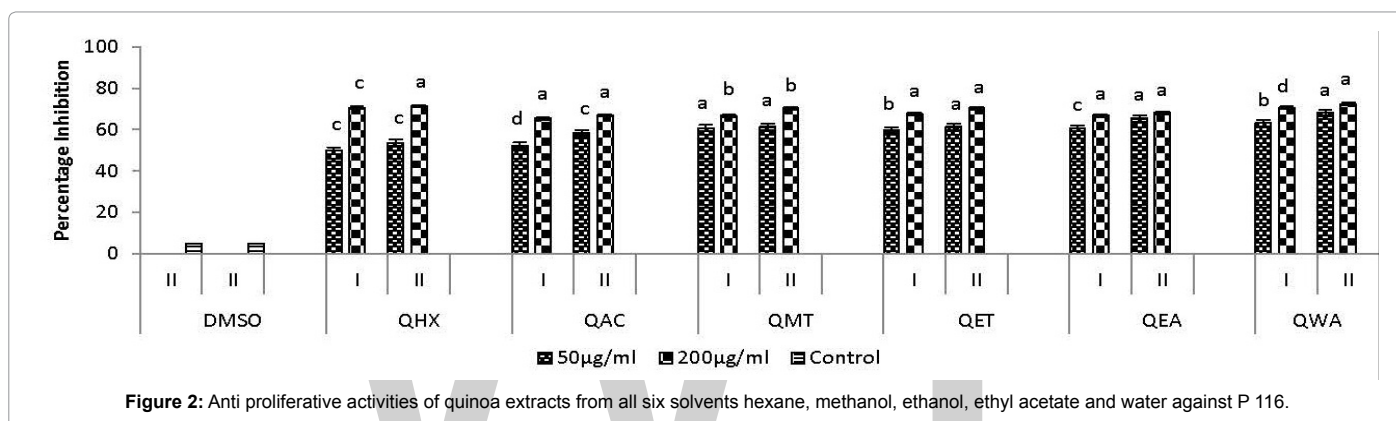 100
80
60
40
20
0
Percentage Inhibition
c c c a
d a c a
a b a b
b a a a
c a a a
b d a a
II II I II I II I II I II I II I II
DMSO QHX QAC QMT QET QEA QWA
50µg/ml 200µg/ml Control
Figure 2: Anti proliferative activities of quinoa extracts from all six solvents hexane, methanol, ethanol, ethyl acetate and water against P 116.